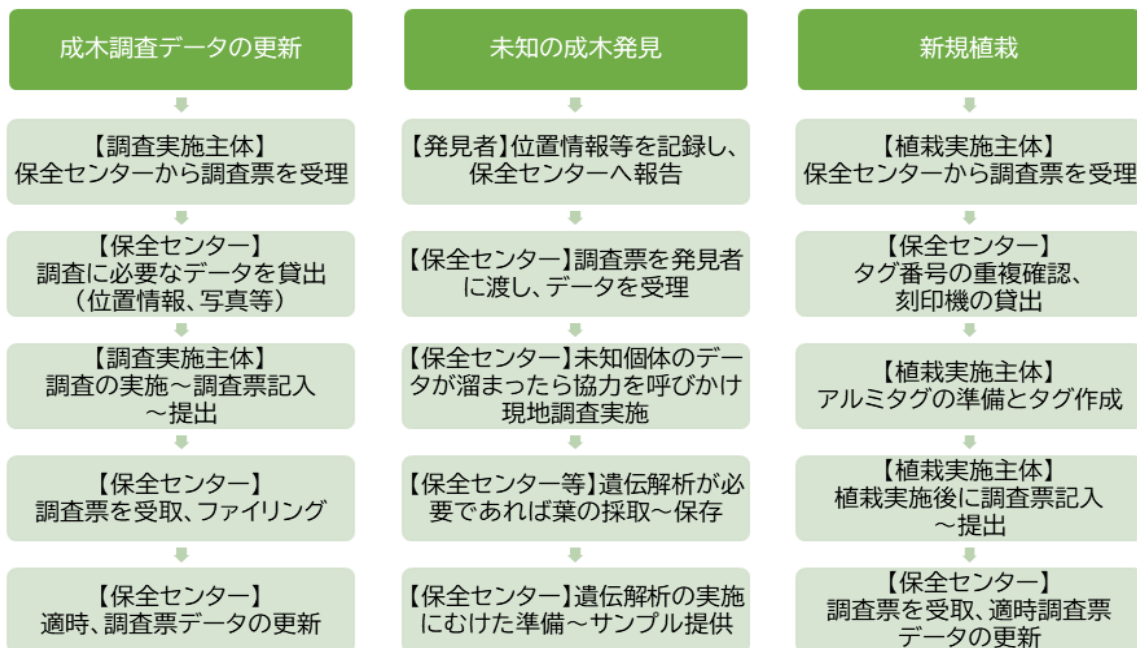 成木調査データの更新
【調査実施主体】
保全センターから調査票を受理
【保全センター】
調査に必要なデータを貸出
（位置情報、写真等）
【調査実施主体】
調査の実施～調査票記入
～提出
【保全センター】
調査票を受取、ファイリング
【保全センター】
適時、調査票データの更新
未知の成木発見
【発見者】位置情報等を記録し、
保全センターへ報告
【保全センター】調査票を発見者
に渡し、データを受理
【保全センター】未知個体のデー
タが溜まったら協力を呼びかけ
現地調査実施
【保全センター等】遺伝解析が必
要であれば葉の採取～保存
【保全センター】遺伝解析の実施
にむけた準備～サンプル提供
新規植栽
【植栽実施主体】
保全センターから調査票を受理
【保全センター】
タグ番号の重複確認、
刻印機の貸出
【植栽実施主体】
アルミタグの準備とタグ作成
【植栽実施主体】
植栽実施後に調査票記入
～提出
【保全センター】
調査票を受取、適時調査票
データの更新